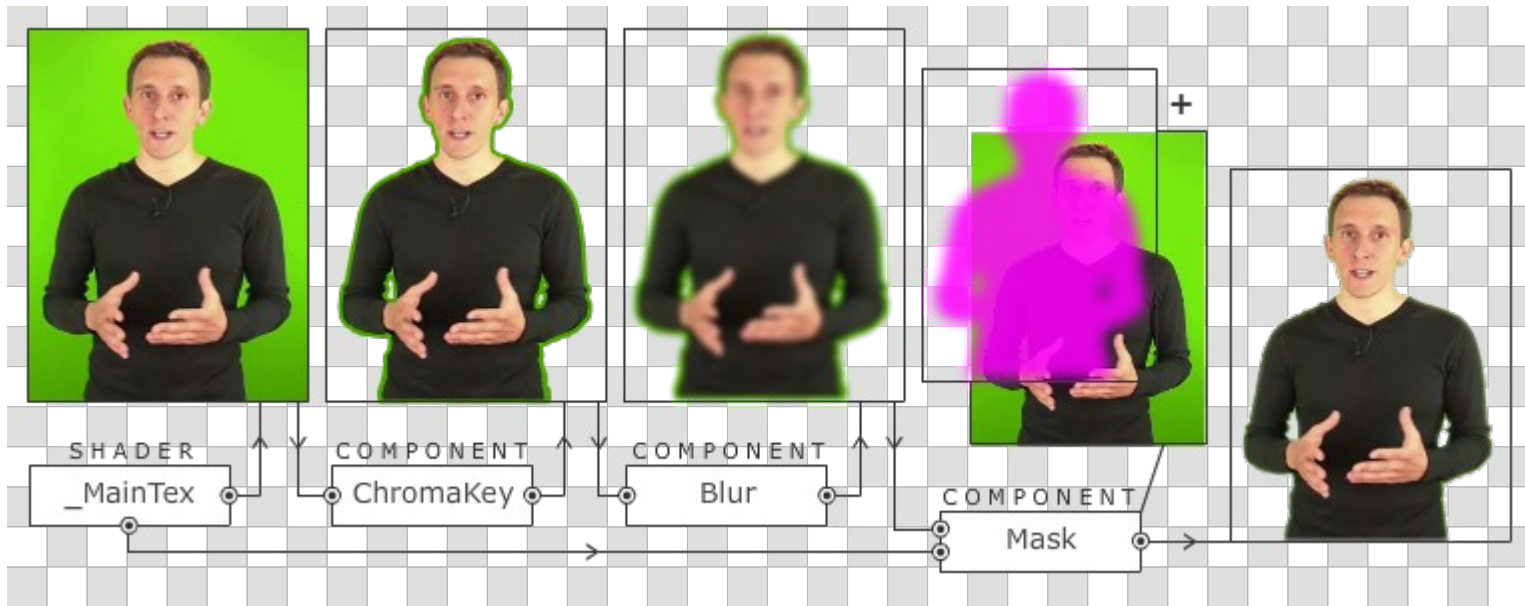 +
SHADER
_MainTex
COMPONENT
ChromaKey
COMPONENT
Blur
COMPONENT
Mask